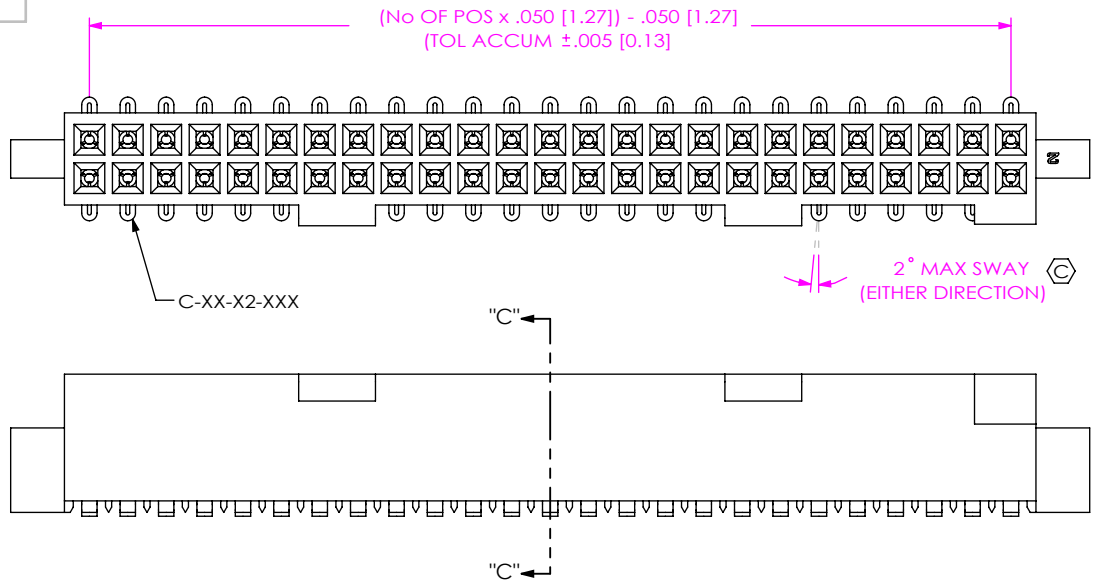 (No OF POS x .050 [1.27]) - .050 [1.27]
(TOL ACCUM ±.005 [0.13]
2° MAX SWAY C
(EITHER DIRECTION)
C-XX-X2-XXX
"C"
"C"